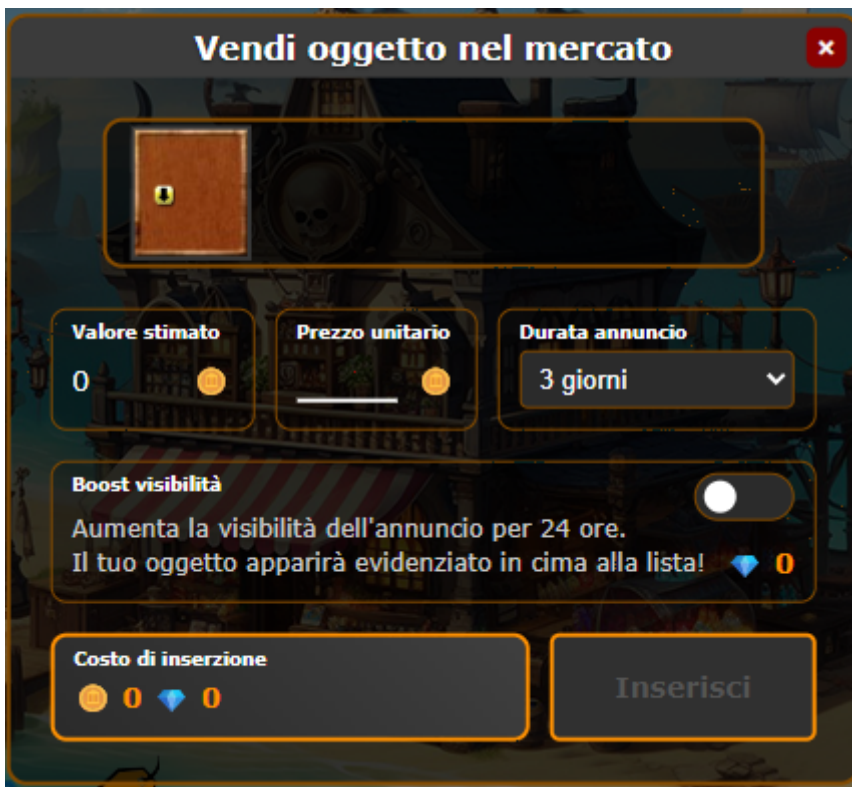 Vendi oggetto nel mercato
Valore stimato
0
Prezzo unitario
Durata annuncio
3 giorni
Boost visibilità
Aumenta la visibilità dell'annuncio per 24 ore.
Il tuo oggetto apparirà evidenziato in cima alla lista! 0
Costo di inserzione
0 0
Inserisci